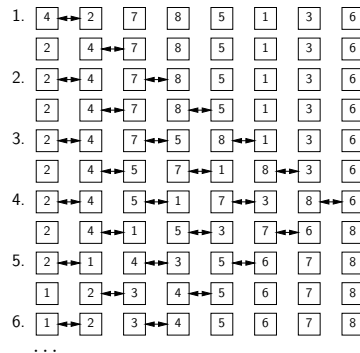 1. 4 2 7 8 5 1 3 6
2 4 7 8 5 1 3 6
2. 2 4 7 8 5 1 3 6
2 4 7 8 5 1 3 6
3. 2 4 7 5 8 1 3 6
2 4 5 7 1 8 3 6
4. 2 4 5 1 7 3 8 6
2 4 1 5 3 7 6 8
5. 2 1 4 3 5 6 7 8
1 2 3 4 5 6 7 8
6. 1 2 3 4 5 6 7 8
...